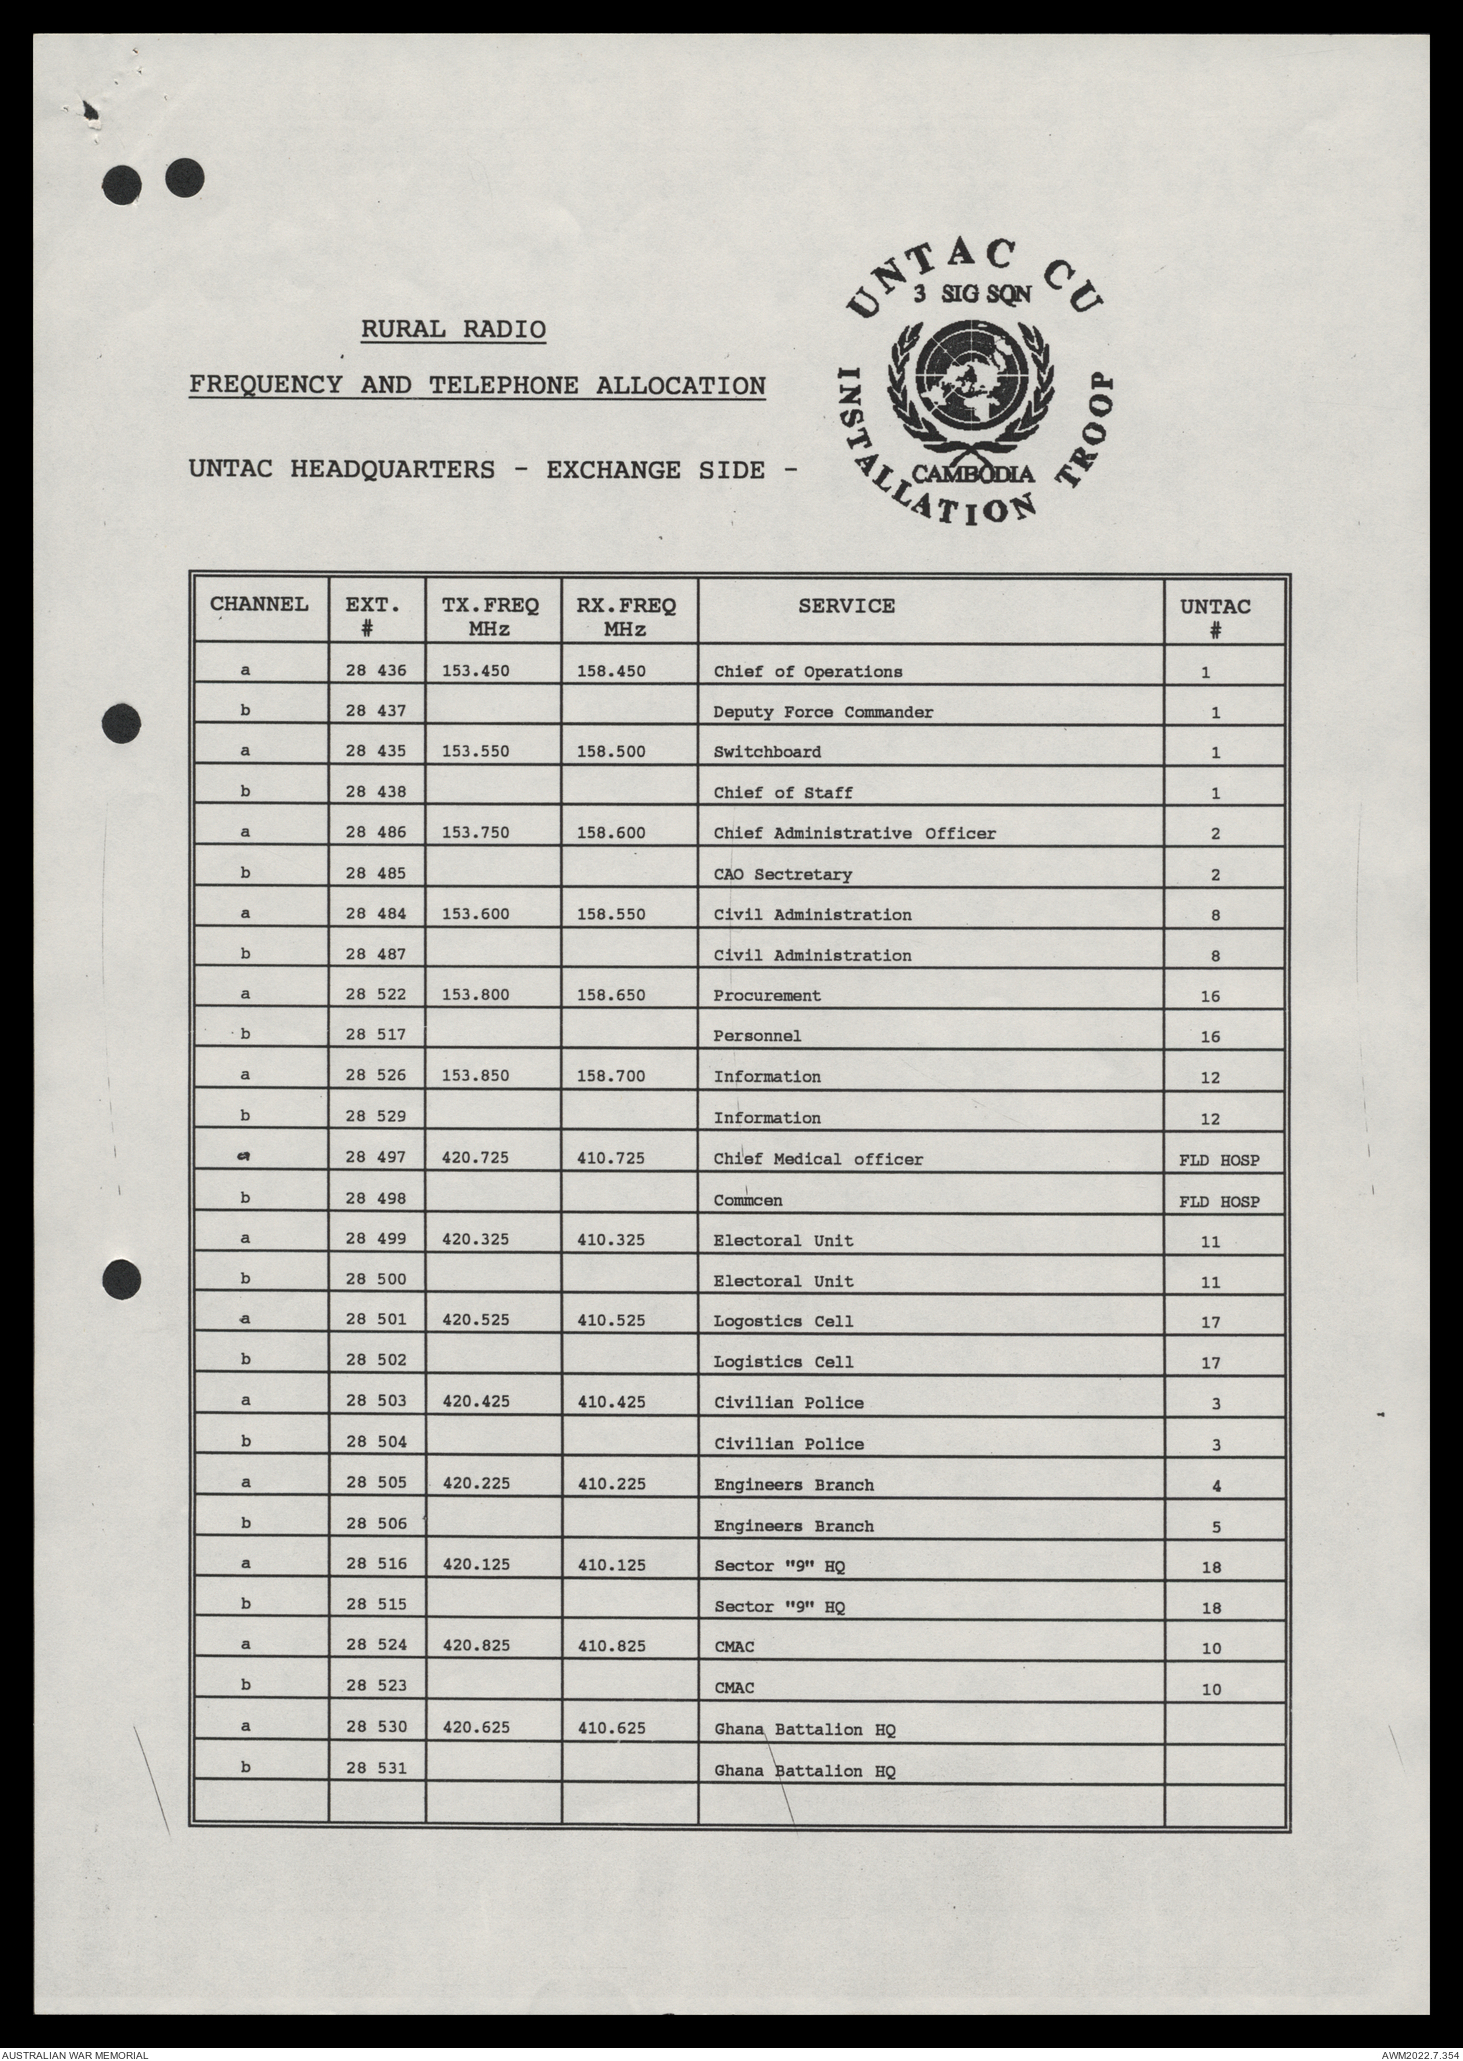 UNTAC CU
3 SIG SQN
CAMBODIA
INSTALLATION TROOP
RURAL RADIO
FREQUENCY AND TELEPHONE ALLOCATION
UNTAC HEADQUARTERS - EXCHANGE SIDE -
CHANNEL EXT. # TX.FREQ MHz RX.FREQ MHz SERVICE UNTAC #
a 28 436 153.450 158.450 Chief of Operations 1
b 28 437 Deputy Force Commander 1
a 28 435 153.550 158.500 Switchboard 1
b 28 438 Chief of Staff 1
a 28 486 153.750 158.600 Chief Administrative Officer 2
b 28 485 CAO Sectretary 2
a 28 484 153.600 158.550 Civil Administration 8
b 28 487 Civil Administration 8
a 28 522 153.800 158.650 Procurement 16
b 28 517 Personnel 16
a 28 526 153.850 158.700 Information 12
b 28 529 Information 12
a 28 497 420.725 410.725 Chief Medical officer FLD HOSP
b 28 498 Commcen FLD HOSP
a 28 499 420.325 410.325 Electoral Unit 11
b 28 500 Electoral Unit 11
a 28 501 420.525 410.525 Logostics Cell 17
b 28 502 Logistics Cell 17
a 28 503 420.425 410.425 Civilian Police 3
b 28 504 Civilian Police 3
a 28 505 420.225 410.225 Engineers Branch 4
b 28 506 Engineers Branch 5
a 28 516 420.125 410.125 Sector "9" HQ 18
b 28 515 Sector "9" HQ 18
a 28 524 420.825 410.825 CMAC 10
b 28 523 CMAC 10
a 28 530 420.625 410.625 Ghana Battalion HQ
b 28 531 Ghana Battalion HQ
AUSTRALIAN WAR MEMORIAL AWM2022.7.354